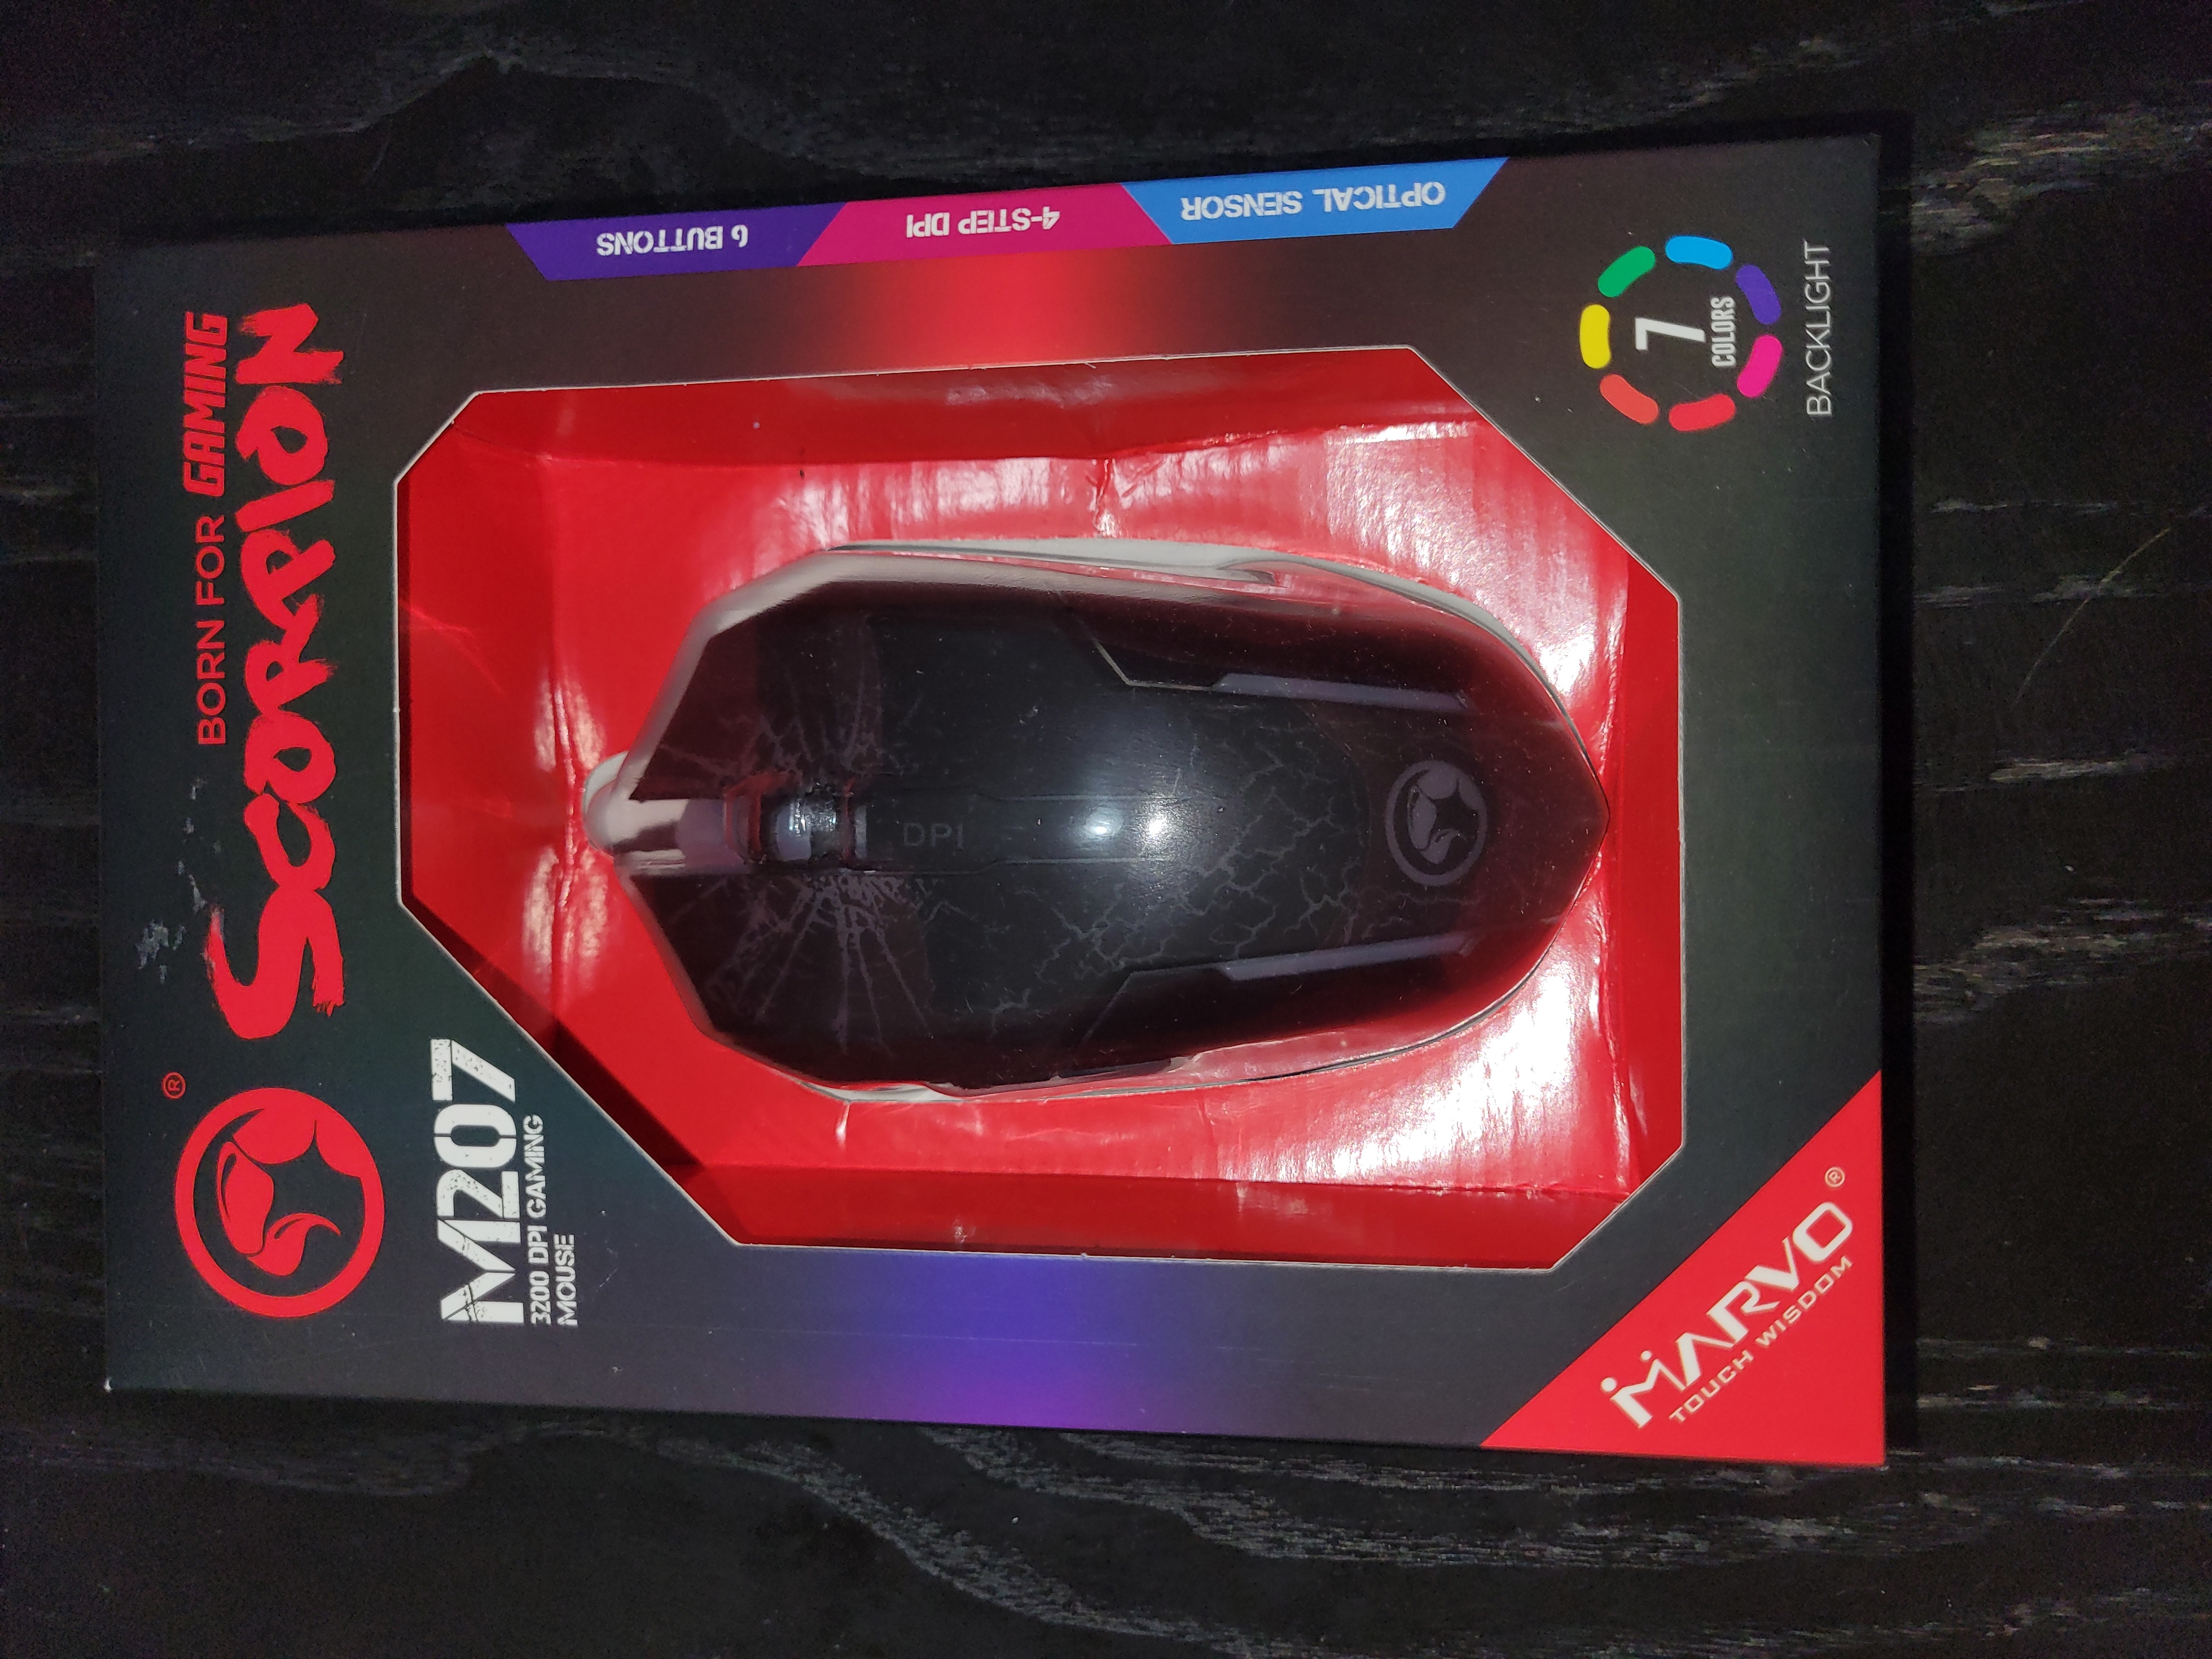 ®
BORN FOR GAMING
SCORPION
M207
3200 DPI GAMING
MOUSE
6 BUTTONS
4-STEP DPI
OPTICAL SENSOR
DPI
MARVO®
TOUCH WISDOM
7
COLORS
BACKLIGHT